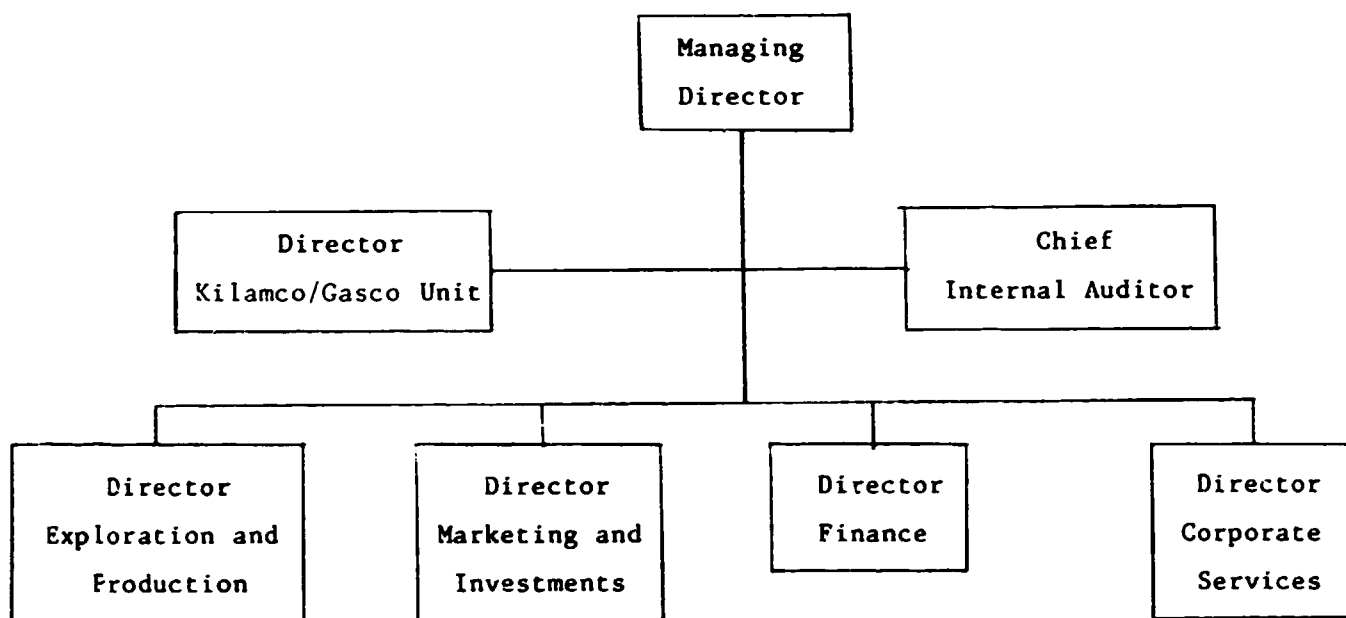 Managing
Director
Director
Kilamco/Gasco Unit
Chief
Internal Auditor
Director
Exploration and
Production
Director
Marketing and
Investments
Director
Finance
Director
Corporate
Services